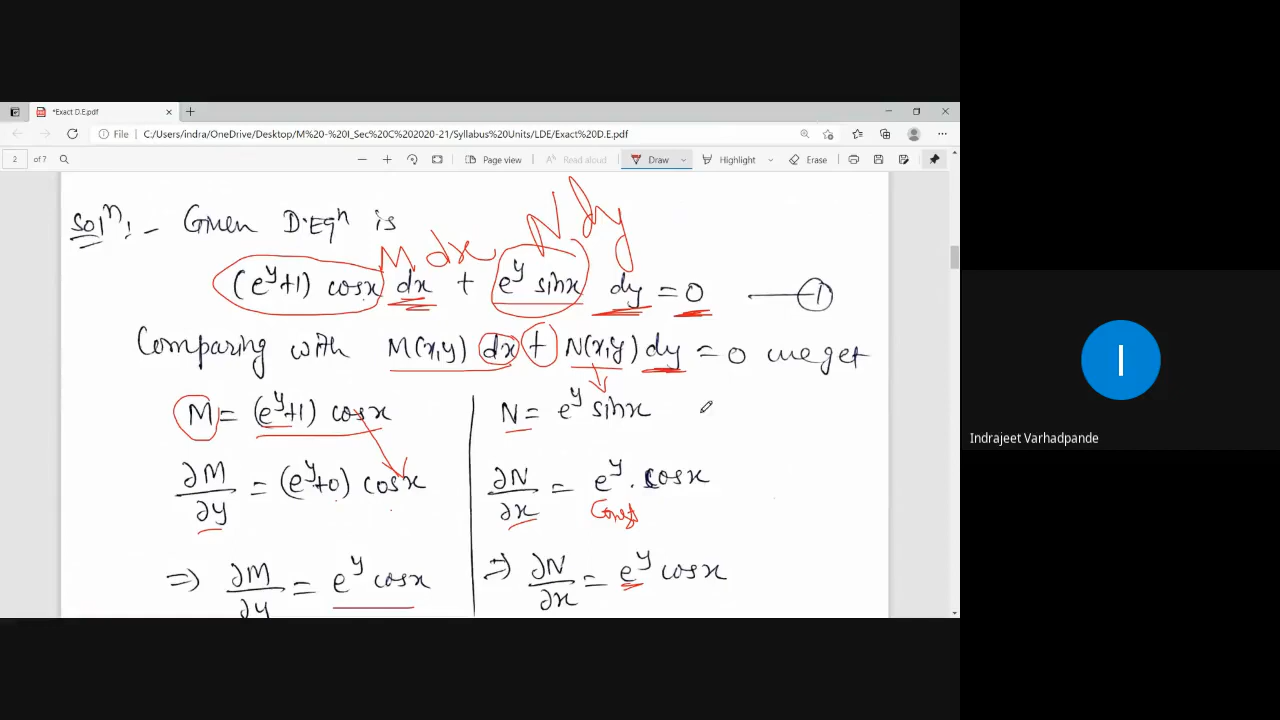 *Exact D.E.pdf
File C:/Users/indra/OneDrive/Desktop/M%20-%20I_Sec%20C%202020-21/Syllabus%20Units/LDE/Exact%20D.E.pdf
2 of 7 Page view Read aloud Draw Highlight Erase
Solⁿ: - Given D.Eqⁿ is
M dx N dy
(e^y+1) cosx dx + e^y sinx dy = 0 —— ①
Comparing with M(x,y) dx + N(x,y) dy = 0 we get
M = (e^y+1) cosx
N = e^y sinx
∂M/∂y = (e^y+0) cosx
∂N/∂x = e^y . cosx
Const
=> ∂M/∂y = e^y cosx
=> ∂N/∂x = e^y cosx
I
Indrajeet Varhadpande